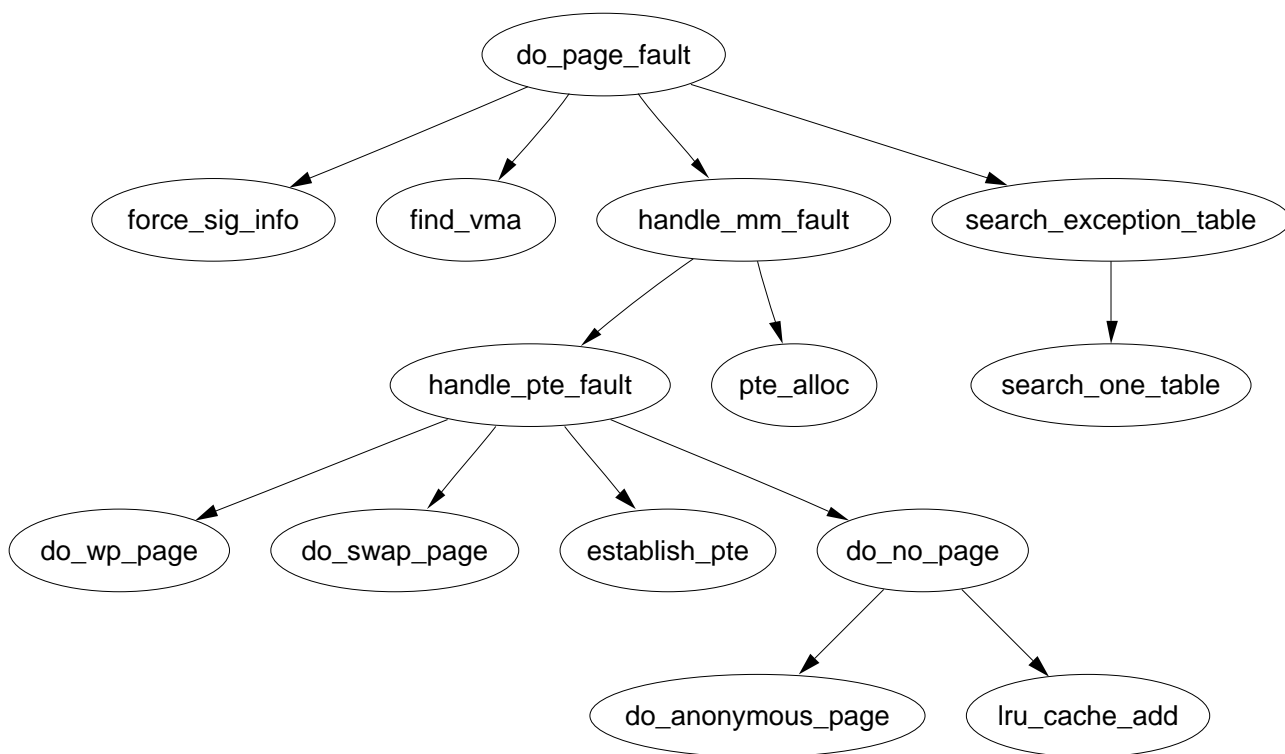 do_page_fault
force_sig_info
find_vma
handle_mm_fault
search_exception_table
handle_pte_fault
pte_alloc
search_one_table
do_wp_page
do_swap_page
establish_pte
do_no_page
do_anonymous_page
lru_cache_add